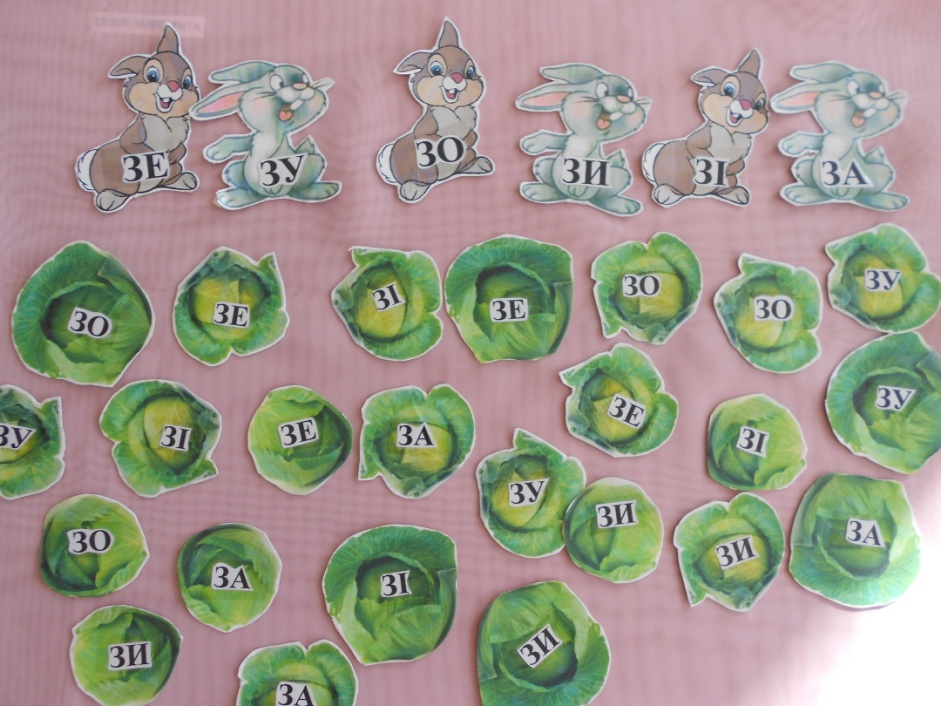 ЗЕ ЗУ ЗО ЗИ ЗІ ЗА
ЗО ЗЕ ЗІ ЗЕ ЗО ЗО ЗУ
ЗУ ЗІ ЗЕ ЗА ЗЕ ЗІ ЗУ
ЗО ЗА ЗІ ЗУ ЗИ ЗИ ЗА
ЗИ ЗА ЗИ